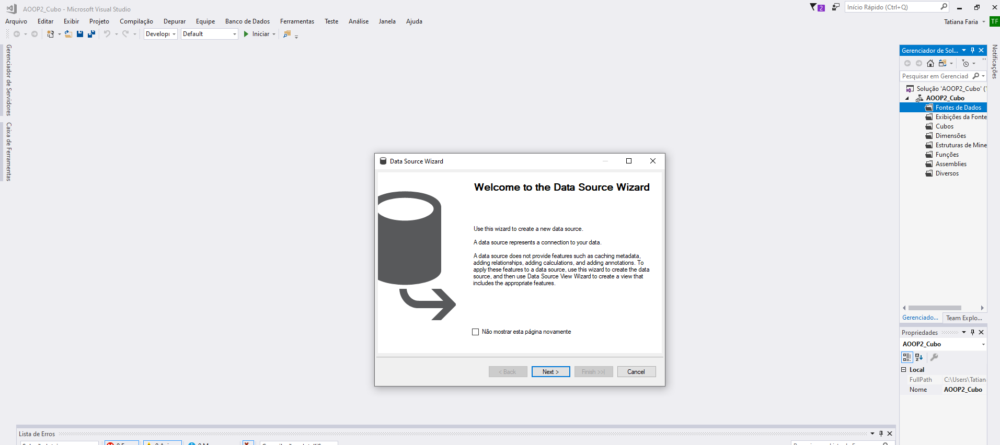 AOOP2_Cubo - Microsoft Visual Studio
2
Início Rápido (Ctrl+Q)
Arquivo Editar Exibir Projeto Compilação Depurar Equipe Banco de Dados Ferramentas Teste Análise Janela Ajuda
Tatiana Faria TF
Develop Default Iniciar
Gerenciador de Servidores
Caixa de Ferramentas
Gerenciador de Sol...
Notificações
Pesquisar em Gerenciad
Solução 'AOOP2_Cubo' (
AOOP2_Cubo
Fontes de Dados
Exibições da Fonte
Cubos
Dimensões
Estruturas de Mine
Funções
Assemblies
Diversos
Gerenciado... Team Explo...
Propriedades
AOOP2_Cubo
Local
FullPath C:\Users\Tatian
Nome AOOP2_Cubo
Data Source Wizard
Welcome to the Data Source Wizard
Use this wizard to create a new data source.
A data source represents a connection to your data.
A data source does not provide features such as caching metadata,
adding relationships, adding calculations, and adding annotations. To
apply these features to a data source, use this wizard to create the data
source, and then use Data Source View Wizard to create a view that
includes the appropriate features.
Não mostrar esta página novamente
< Back Next > Finish >>| Cancel
Lista de Erros